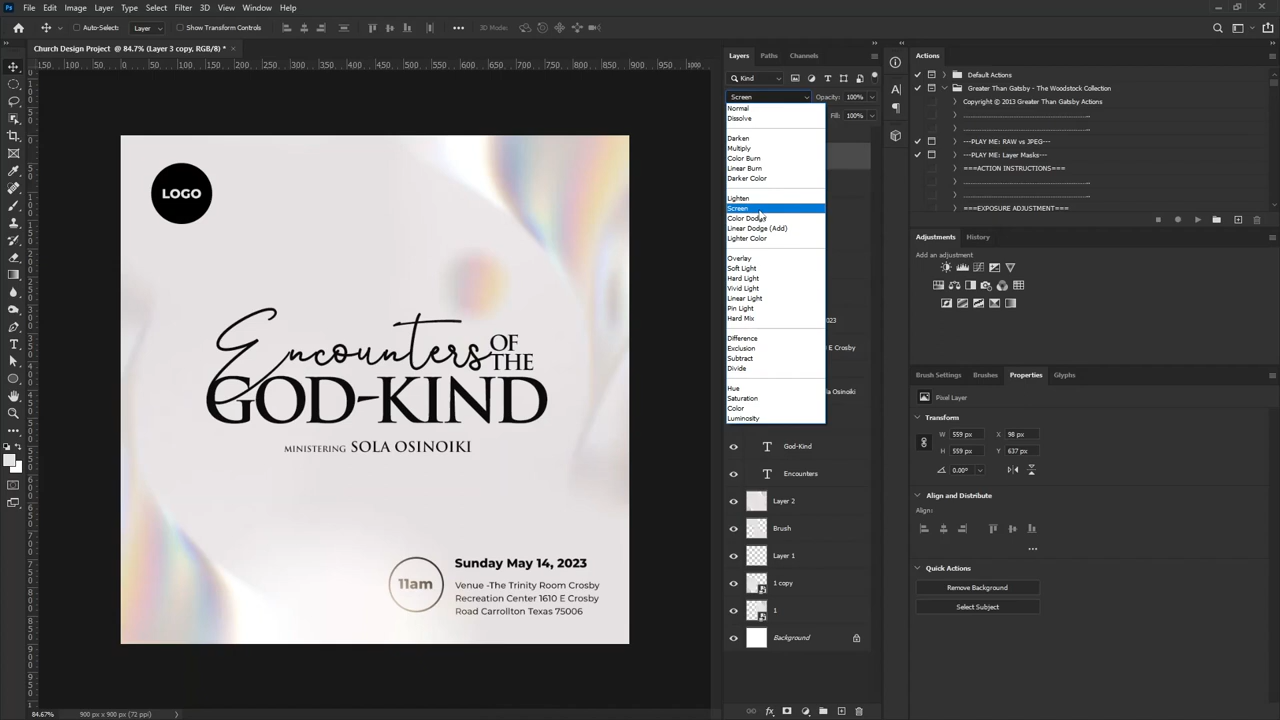 Ps File Edit Image Layer Type Select Filter 3D View Window Help
Auto-Select: Layer Show Transform Controls 3D Mode:
Church Design Project @ 84.7% (Layer 3 copy, RGB/8) *
LOGO
Encounters OF
THE
GOD-KIND
MINISTERING SOLA OSINOIKI
11am
Sunday May 14, 2023
Venue -The Trinity Room Crosby
Recreation Center 1610 E Crosby
Road Carrollton Texas 75006
84.67% 900 px x 900 px (72 ppi)
Layers Paths Channels
Kind
Screen Opacity: 100%
Fill: 100%
Normal
Dissolve
Darken
Multiply
Color Burn
Linear Burn
Darker Color
Lighten
Screen
Color Dodge
Linear Dodge (Add)
Lighter Color
Overlay
Soft Light
Hard Light
Vivid Light
Linear Light
Pin Light
Hard Mix
Difference
Exclusion
Subtract
Divide
Hue
Saturation
Color
Luminosity
E Crosby
la Osinoiki
God-Kind
Encounters
Layer 2
Brush
Layer 1
1 copy
1
Background
Actions
Default Actions
Greater Than Gatsby - The Woodstock Collection
Copyright © 2013 Greater Than Gatsby Actions
---PLAY ME: RAW vs JPEG---
---PLAY ME: Layer Masks---
===ACTION INSTRUCTIONS===
===EXPOSURE ADJUSTMENT===
Adjustments History
Add an adjustment
Brush Settings Brushes Properties Glyphs
Pixel Layer
Transform
W 559 px X 98 px
H 559 px Y 637 px
0.00°
Align and Distribute
Align:
Quick Actions
Remove Background
Select Subject